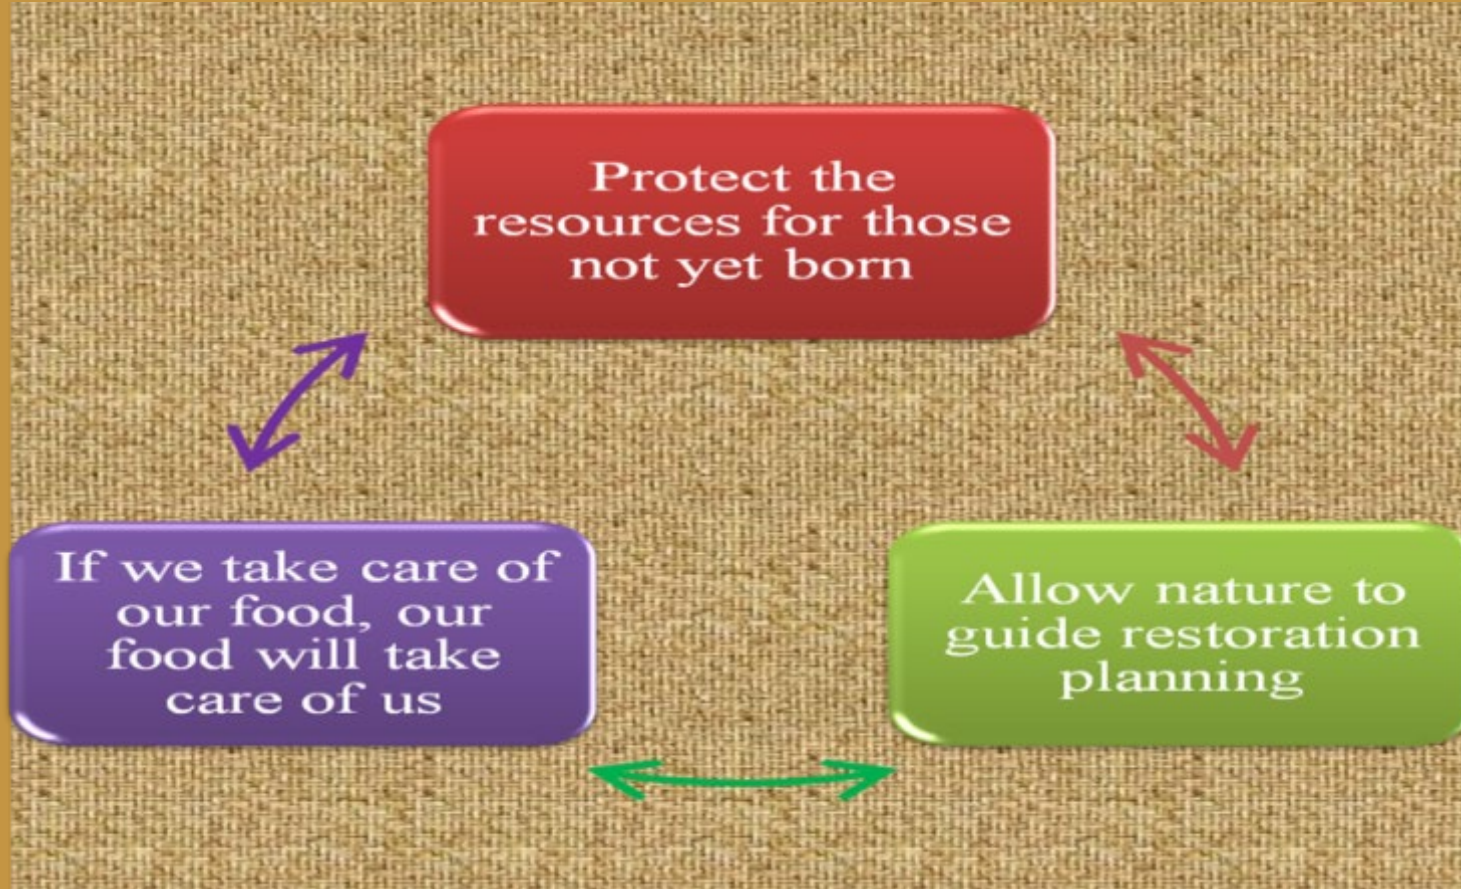 Protect the
resources for those
not yet born
If we take care of
our food, our
food will take
care of us
Allow nature to
guide restoration
planning